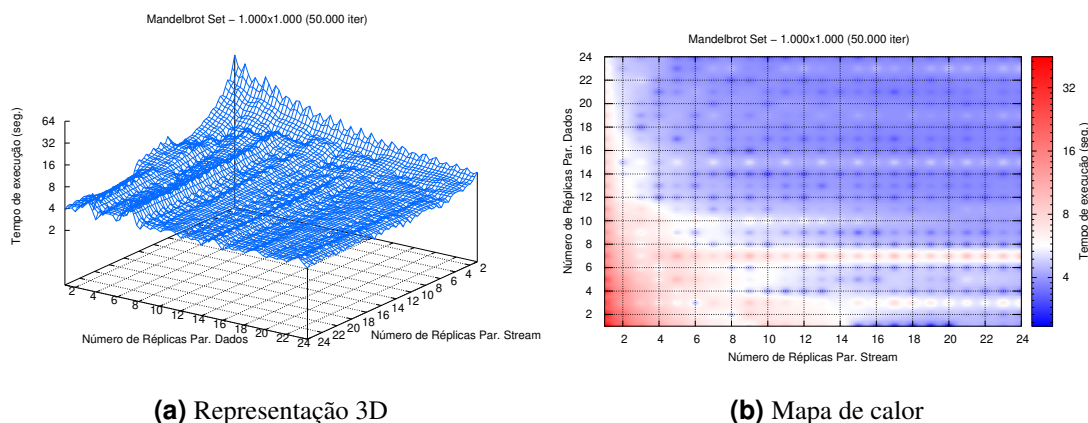 Mandelbrot Set – 1.000x1.000 (50.000 iter)
Tempo de execução (seg.)
64
32
16
8
4
2
2 4 6 8 10 12 14 16 18 20 22 24
Número de Réplicas Par. Dados
24 22 20 18 16 14 12 10 8 6 4 2
Número de Réplicas Par. Stream
(a) Representação 3D
Mandelbrot Set – 1.000x1.000 (50.000 iter)
Número de Réplicas Par. Dados
24
22
20
18
16
14
12
10
8
6
4
2
2 4 6 8 10 12 14 16 18 20 22 24
Número de Réplicas Par. Stream
32
16
8
4
Tempo de execução (seg.)
(b) Mapa de calor